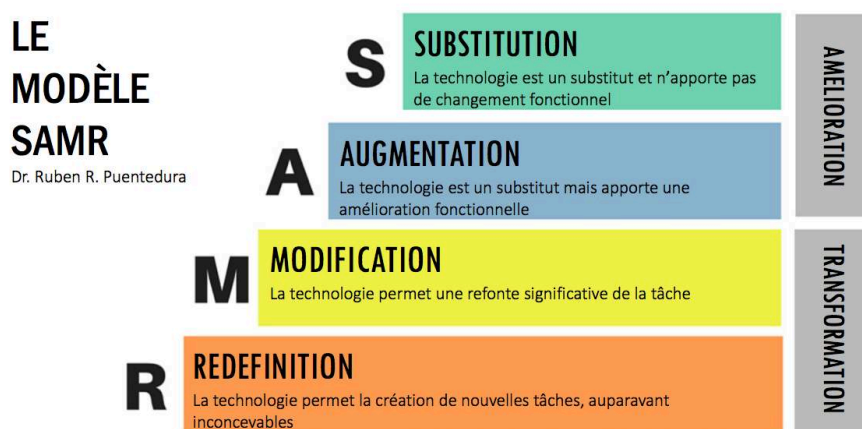 LE
MODÈLE
SAMR
Dr. Ruben R. Puentedura
S
SUBSTITUTION
La technologie est un substitut et n'apporte pas
de changement fonctionnel
A
AUGMENTATION
La technologie est un substitut mais apporte une
amélioration fonctionnelle
AMELIORATION
M
MODIFICATION
La technologie permet une refonte significative de la tâche
R
REDEFINITION
La technologie permet la création de nouvelles tâches, auparavant
inconcevables
TRANSFORMATION